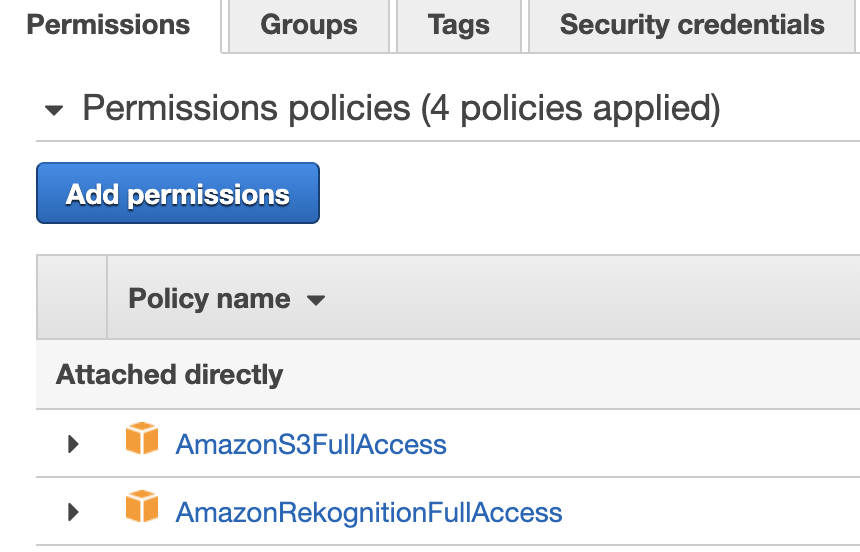 Permissions Groups Tags Security credentials
Permissions policies (4 policies applied)
Add permissions
Policy name
Attached directly
AmazonS3FullAccess
AmazonRekognitionFullAccess